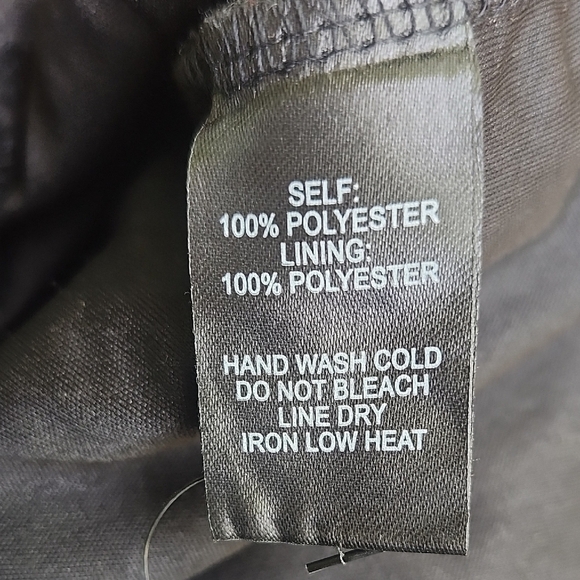 SELF:
100% POLYESTER
LINING:
100% POLYESTER
HAND WASH COLD
DO NOT BLEACH
LINE DRY
IRON LOW HEAT